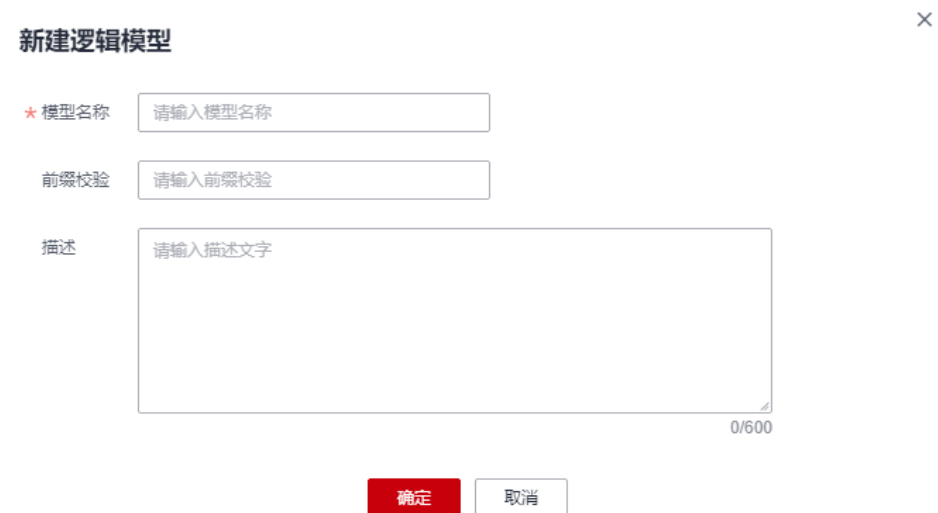 新建逻辑模型
* 模型名称 请输入模型名称
前缀校验 请输入前缀校验
描述 请输入描述文字
0/600
确定 取消